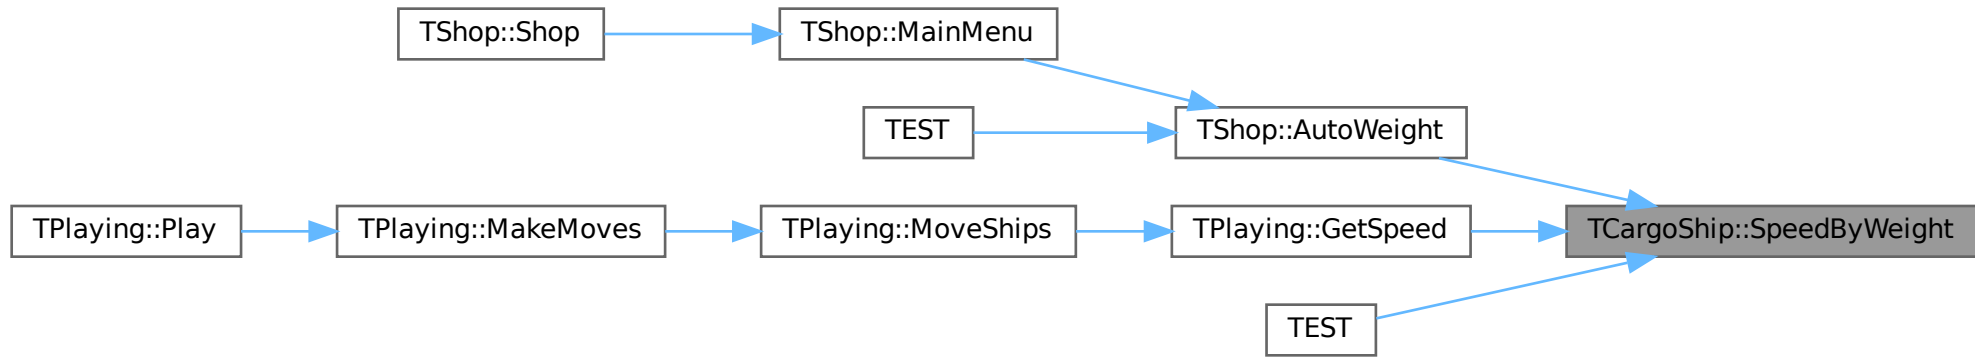 TShop::Shop
TShop::MainMenu
TEST
TShop::AutoWeight
TPlaying::Play
TPlaying::MakeMoves
TPlaying::MoveShips
TPlaying::GetSpeed
TCargoShip::SpeedByWeight
TEST